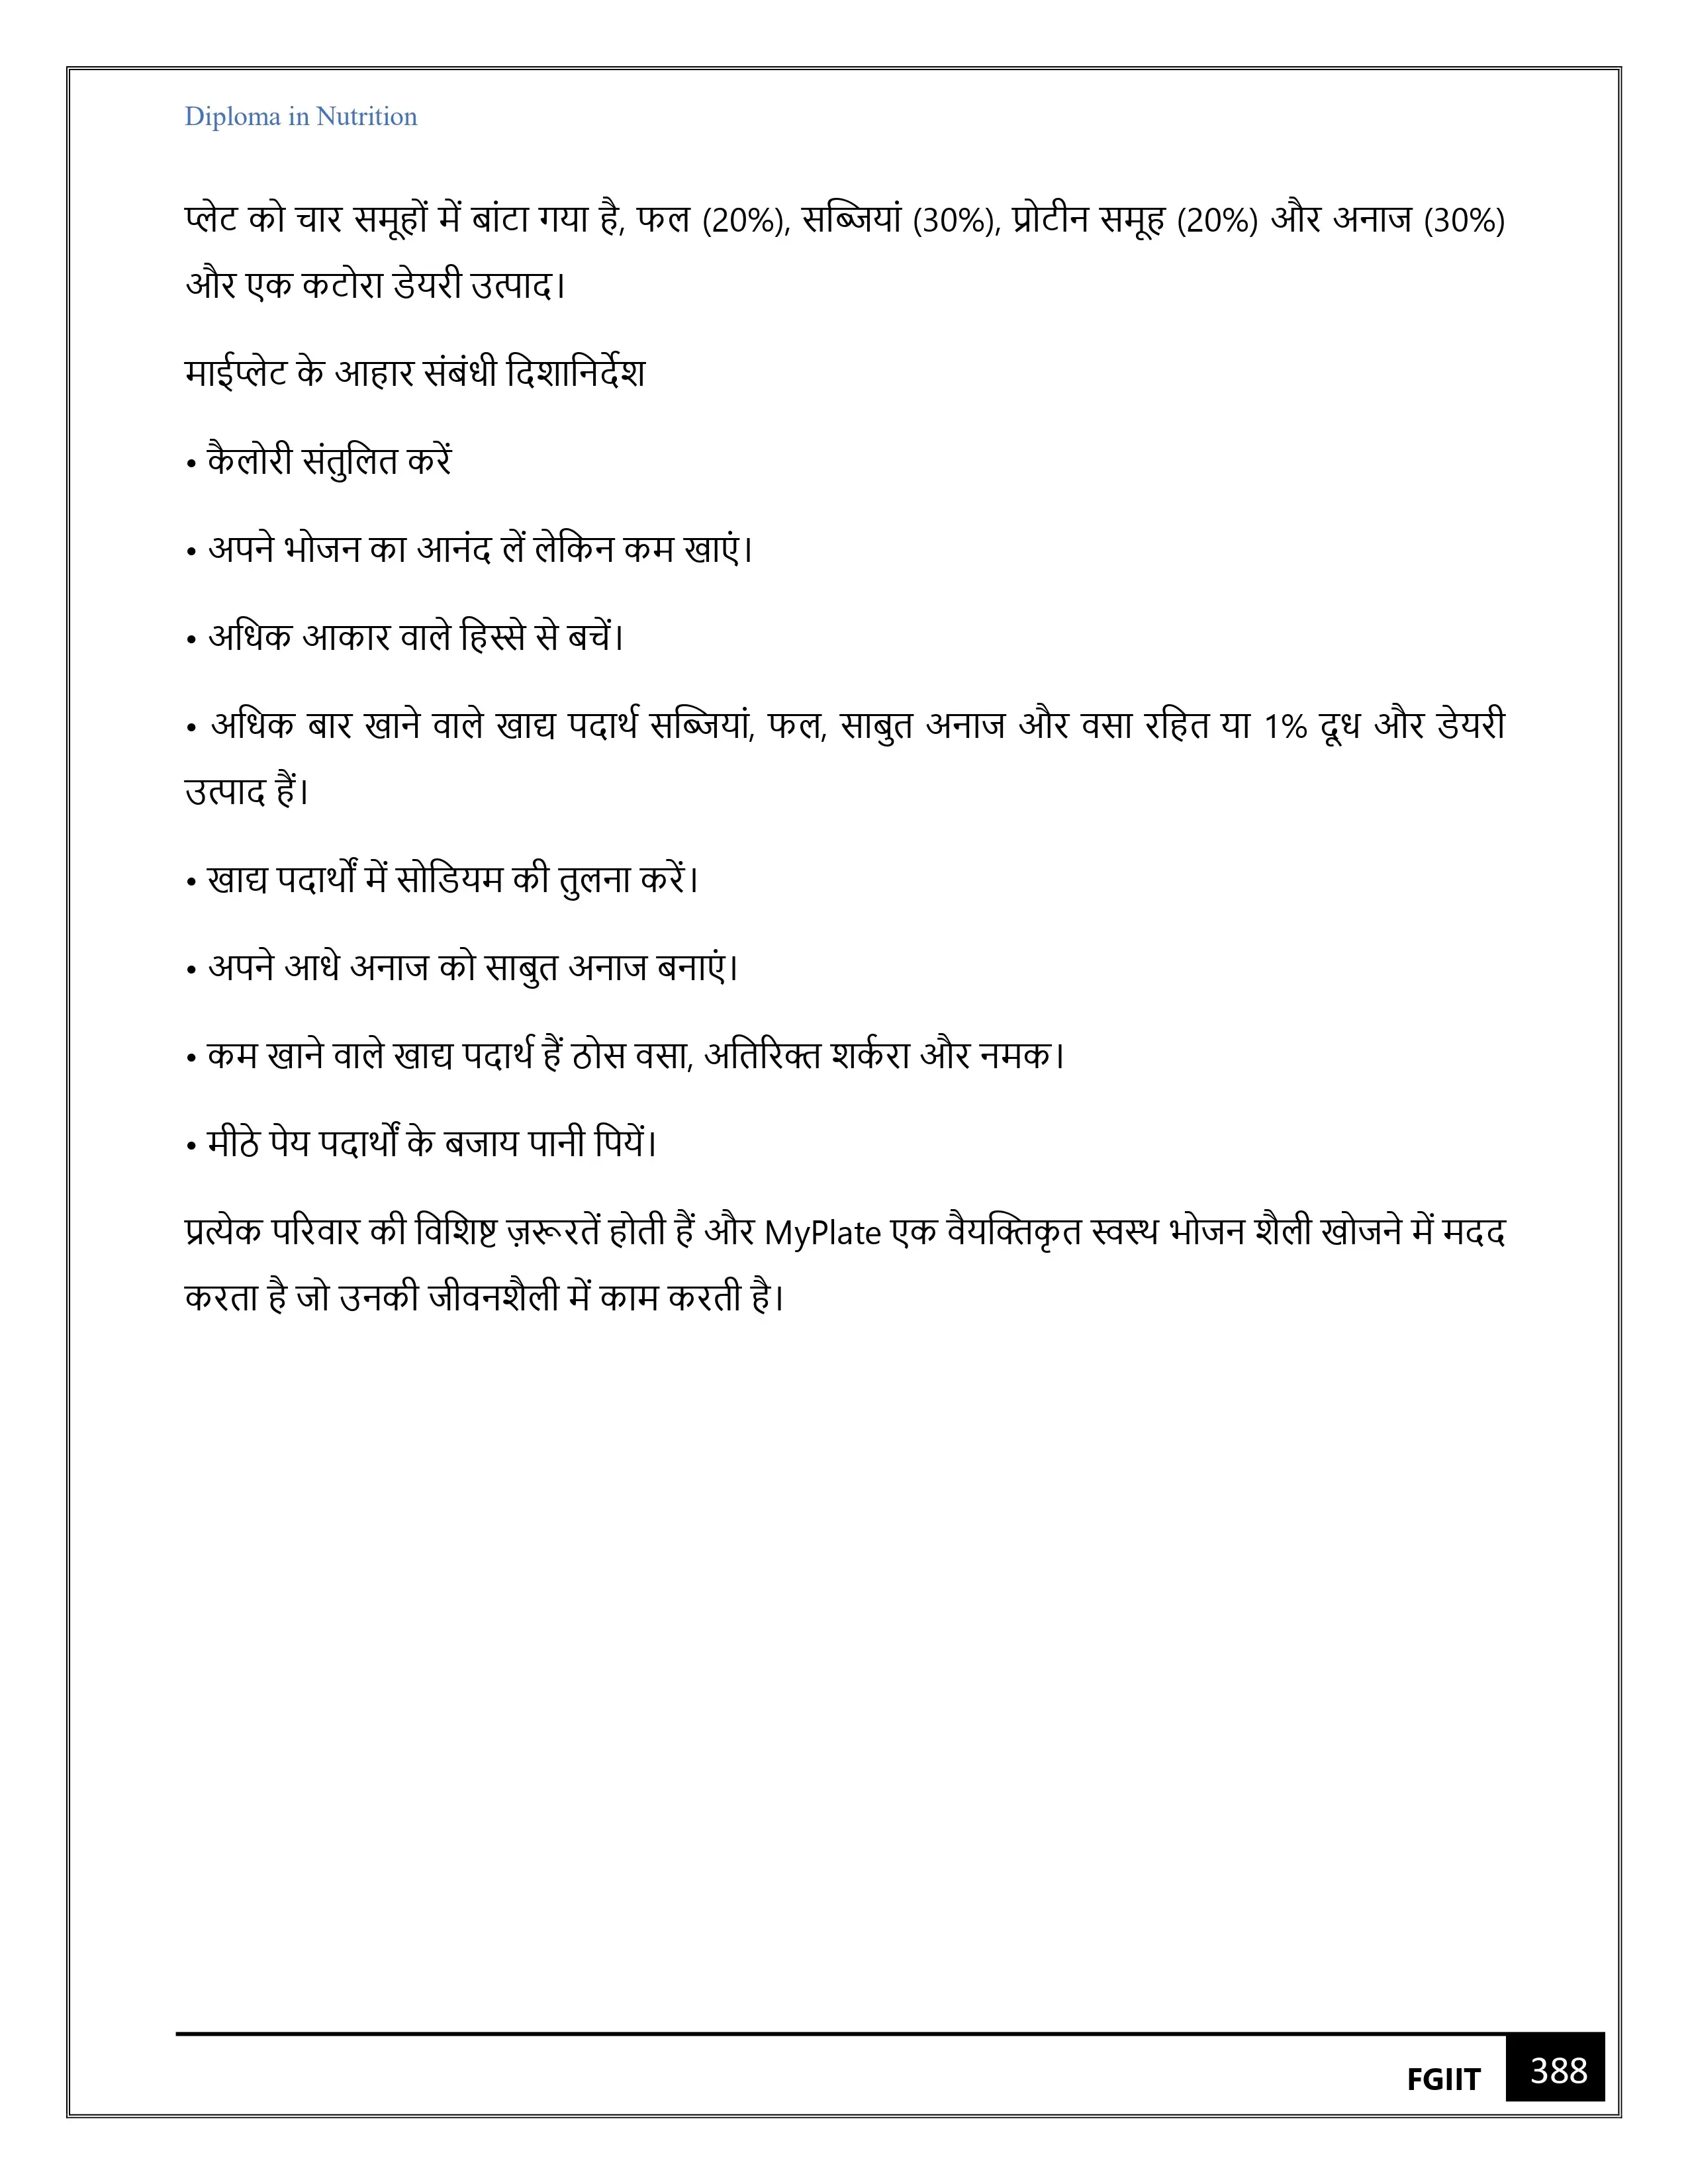 Diploma in Nutrition
प्लेट को चार समूहों में बांटा गया है, फल (20%), सब्जियां (30%), प्रोटीन समूह (20%) और अनाज (30%)
और एक कटोरा डेयरी उत्पाद।
माईप्लेट के आहार संबंधी दिशानिर्देश
• कैलोरी संतुलित करें
• अपने भोजन का आनंद लें लेकिन कम खाएं।
• अधिक आकार वाले हिस्से से बचें।
• अधिक बार खाने वाले खाद्य पदार्थ सब्जियां, फल, साबुत अनाज और वसा रहित या 1% दूध और डेयरी
उत्पाद हैं।
• खाद्य पदार्थों में सोडियम की तुलना करें।
• अपने आधे अनाज को साबुत अनाज बनाएं।
• कम खाने वाले खाद्य पदार्थ हैं ठोस वसा, अतिरिक्त शर्करा और नमक।
• मीठे पेय पदार्थों के बजाय पानी पियें।
प्रत्येक परिवार की विशिष्ट ज़रूरतें होती हैं और MyPlate एक वैयक्तिकृत स्वस्थ भोजन शैली खोजने में मदद
करता है जो उनकी जीवनशैली में काम करती है।
FGIIT 388